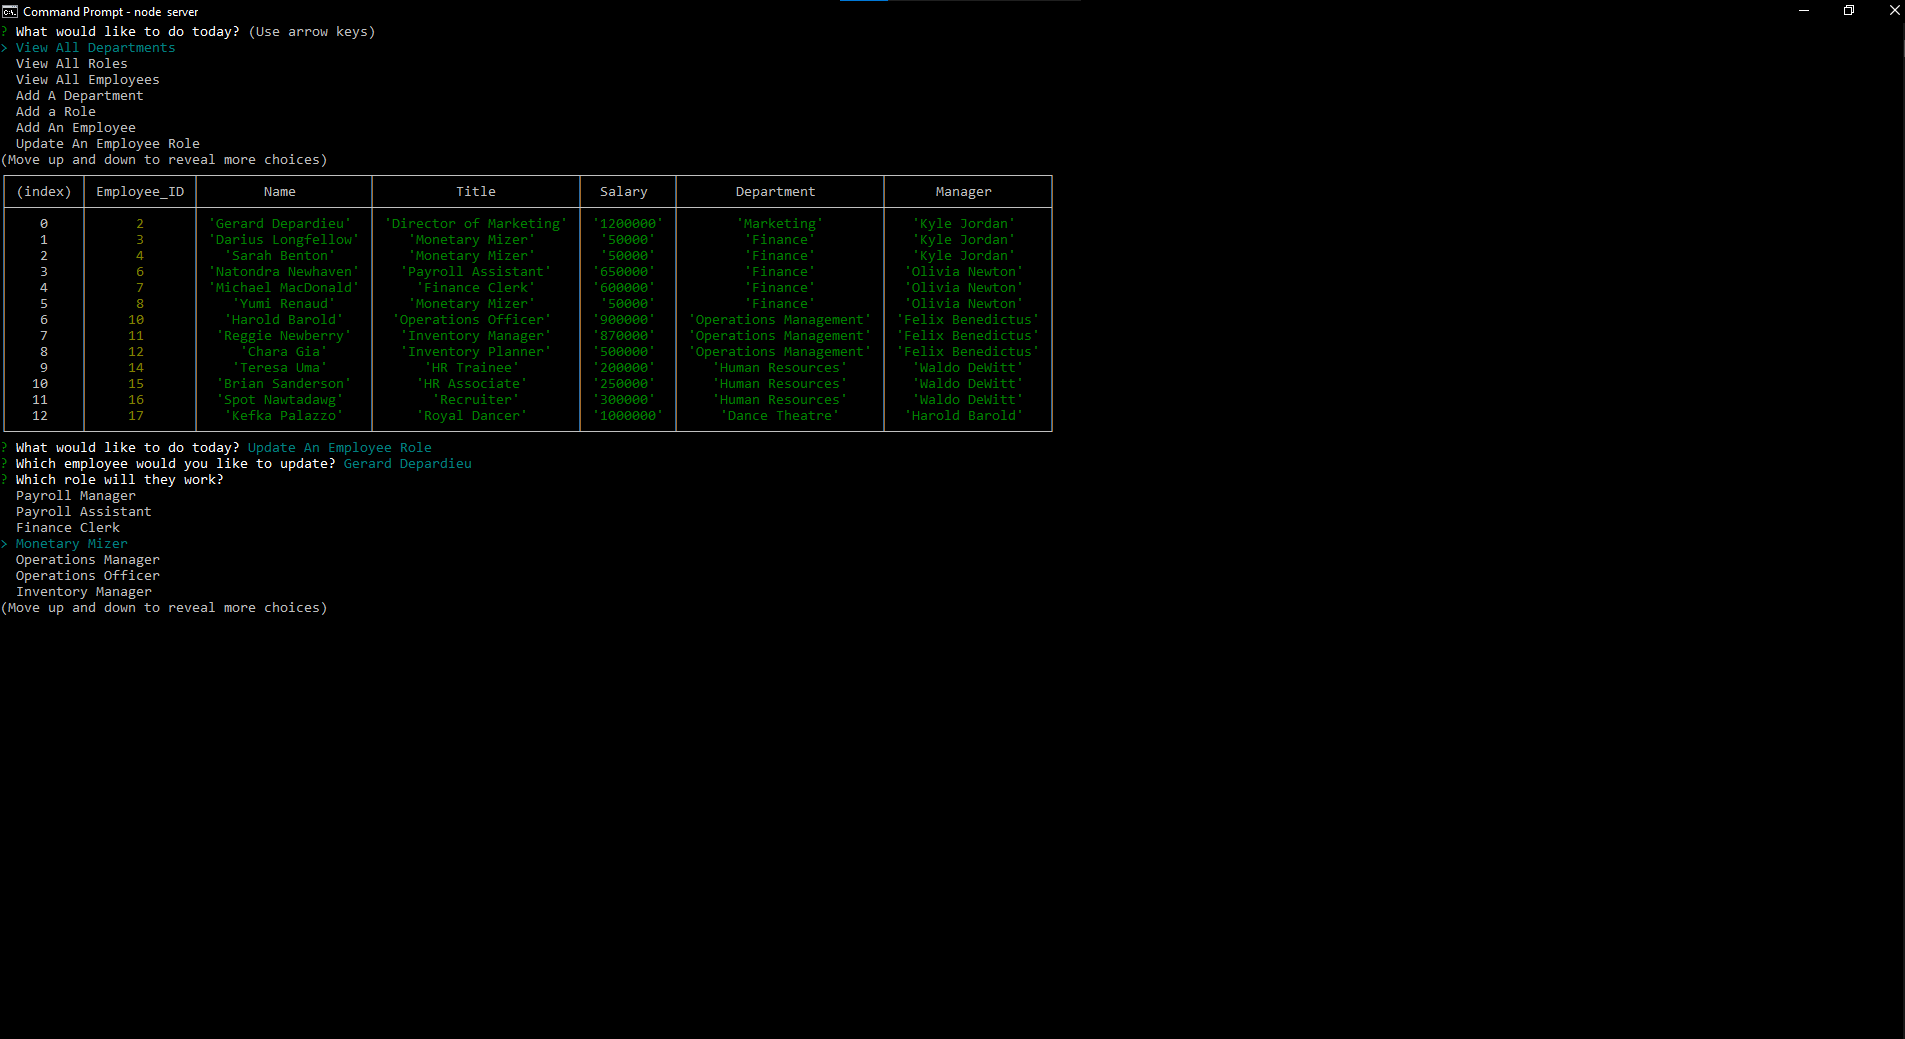 Command Prompt - node server
? What would like to do today? (Use arrow keys)
> View All Departments
View All Roles
View All Employees
Add A Department
Add a Role
Add An Employee
Update An Employee Role
(Move up and down to reveal more choices)
(index) Employee_ID Name Title Salary Department Manager
0 2 'Gerard Depardieu' 'Director of Marketing' '1200000' 'Marketing' 'Kyle Jordan'
1 3 'Darius Longfellow' 'Monetary Mizer' '50000' 'Finance' 'Kyle Jordan'
2 4 'Sarah Benton' 'Monetary Mizer' '50000' 'Finance' 'Kyle Jordan'
3 6 'Natondra Newhaven' 'Payroll Assistant' '650000' 'Finance' 'Olivia Newton'
4 7 'Michael MacDonald' 'Finance Clerk' '600000' 'Finance' 'Olivia Newton'
5 8 'Yumi Renaud' 'Monetary Mizer' '50000' 'Finance' 'Olivia Newton'
6 10 'Harold Barold' 'Operations Officer' '900000' 'Operations Management' 'Felix Benedictus'
7 11 'Reggie Newberry' 'Inventory Manager' '870000' 'Operations Management' 'Felix Benedictus'
8 12 'Chara Gia' 'Inventory Planner' '500000' 'Operations Management' 'Felix Benedictus'
9 14 'Teresa Uma' 'HR Trainee' '200000' 'Human Resources' 'Waldo DeWitt'
10 15 'Brian Sanderson' 'HR Associate' '250000' 'Human Resources' 'Waldo DeWitt'
11 16 'Spot Nawtadawg' 'Recruiter' '300000' 'Human Resources' 'Waldo DeWitt'
12 17 'Kefka Palazzo' 'Royal Dancer' '1000000' 'Dance Theatre' 'Harold Barold'
? What would like to do today? Update An Employee Role
? Which employee would you like to update? Gerard Depardieu
? Which role will they work?
Payroll Manager
Payroll Assistant
Finance Clerk
> Monetary Mizer
Operations Manager
Operations Officer
Inventory Manager
(Move up and down to reveal more choices)